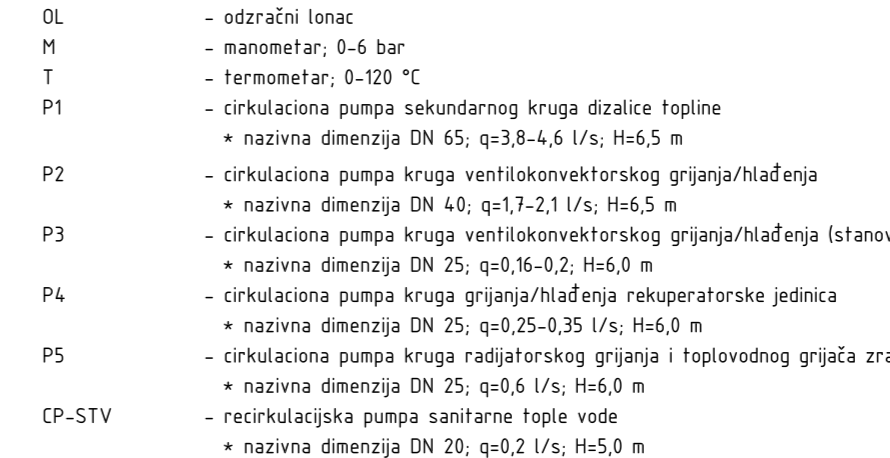 OL – odzračni lonac
M – manometar; 0–6 bar
T – termometar; 0–120 °C
P1 – cirkulaciona pumpa sekundarnog kruga dizalice topline
* nazivna dimenzija DN 65; q=3,8–4,6 l/s; H=6,5 m
P2 – cirkulaciona pumpa kruga ventilokonvektorskog grijanja/hlađenja
* nazivna dimenzija DN 40; q=1,7–2,1 l/s; H=6,5 m
P3 – cirkulaciona pumpa kruga ventilokonvektorskog grijanja/hlađenja
* nazivna dimenzija DN 25; q=0,16–0,2; H=6,0 m
P4 – cirkulaciona pumpa kruga grijanja/hlađenja rekuperatorske jedinica
* nazivna dimenzija DN 25; q=0,25–0,35 l/s; H=6,0 m
P5 – cirkulaciona pumpa kruga radijatorskog grijanja i toplovodnog grijača
* nazivna dimenzija DN 25; q=0,6 l/s; H=6,0 m
CP–STV – recirkulacijska pumpa sanitarne tople vode
* nazivna dimenzija DN 20; q=0,2 l/s; H=5,0 m